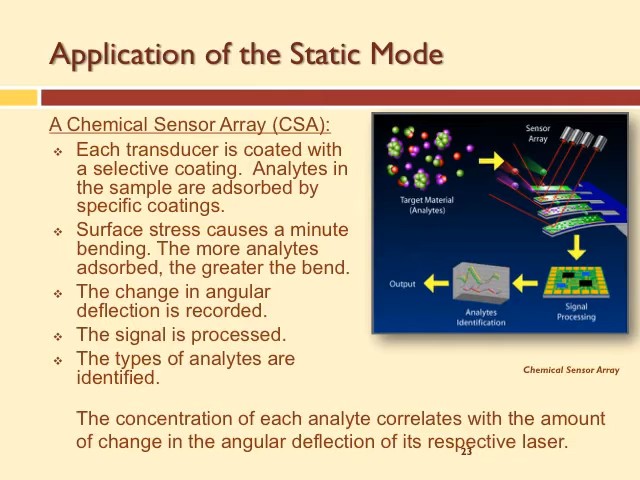 Application of the Static Mode
A Chemical Sensor Array (CSA):
❖ Each transducer is coated with
a selective coating.  Analytes in
the sample are adsorbed by
specific coatings.
❖ Surface stress causes a minute
bending. The more analytes
adsorbed, the greater the bend.
❖ The change in angular
deflection is recorded.
❖ The signal is processed.
❖ The types of analytes are
identified.
The concentration of each analyte correlates with the amount
of change in the angular deflection of its respective laser.
Sensor
Array
Target Material
(Analytes)
Output
Analytes
Identification
Signal
Processing
Chemical Sensor Array
23